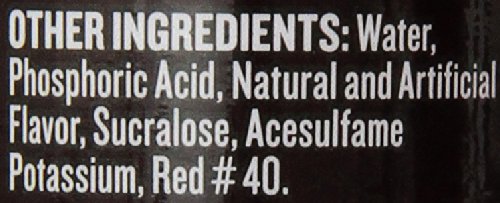 OTHER INGREDIENTS: Water,
Phosphoric Acid, Natural and Artificial
Flavor, Sucralose, Acesulfame
Potassium, Red # 40.